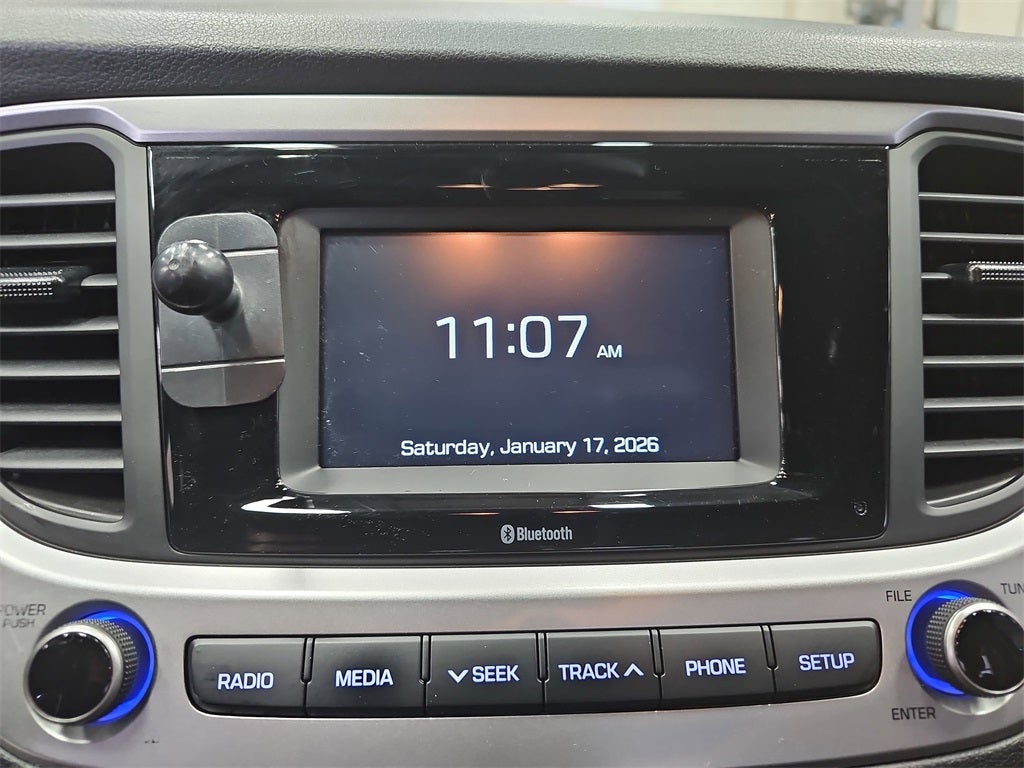 11:07 AM
Saturday, January 17, 2026
Bluetooth
POWER
PUSH
RADIO
MEDIA
SEEK
TRACK
PHONE
SETUP
FILE
ENTER